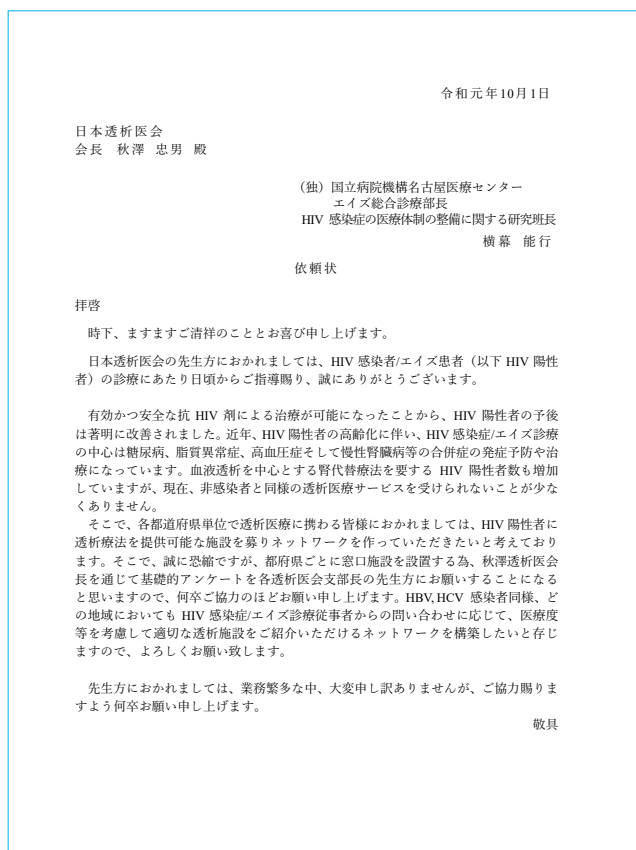 令和元年10月1日
日本透析医会
会長　秋澤　忠男　殿
（独）国立病院機構名古屋医療センター
エイズ総合診療部長
HIV 感染症の医療体制の整備に関する研究班長
横幕　能行
依頼状
拝啓
時下、ますますご清祥のこととお喜び申し上げます。
日本透析医会の先生方におかれましては、HIV 感染者/エイズ患者（以下 HIV 陽性
者）の診療にあたり日頃からご指導賜り、誠にありがとうございます。
有効かつ安全な抗 HIV 剤による治療が可能になったことから、HIV 陽性者の予後
は著明に改善されました。近年、HIV 陽性者の高齢化に伴い、HIV 感染症/エイズ診療
の中心は糖尿病、脂質異常症、高血圧症そして慢性腎臓病等の合併症の発症予防や治
療になっています。血液透析を中心とする腎代替療法を要する HIV 陽性者数も増加
していますが、現在、非感染者と同様の透析医療サービスを受けられないことが少な
くありません。
そこで、各都道府県単位で透析医療に携わる皆様におかれましては、HIV 陽性者に
透析療法を提供可能な施設を募りネットワークを作っていただきたいと考えており
ます。そこで、誠に恐縮ですが、都府県ごとに窓口施設を設置する為、秋澤透析医会
長を通じて基礎的アンケートを各透析医会支部長の先生方にお願いすることになる
と思いますので、何卒ご協力のほどお願い申し上げます。HBV, HCV 感染者同様、ど
の地域においても HIV 感染症/エイズ診療従事者からの問い合わせに応じて、医療度
等を考慮して適切な透析施設をご紹介いただけるネットワークを構築したいと存じ
ますので、よろしくお願い致します。
先生方におかれましては、業務繁多な中、大変申し訳ありませんが、ご協力賜りま
すよう何卒お願い申し上げます。
敬具